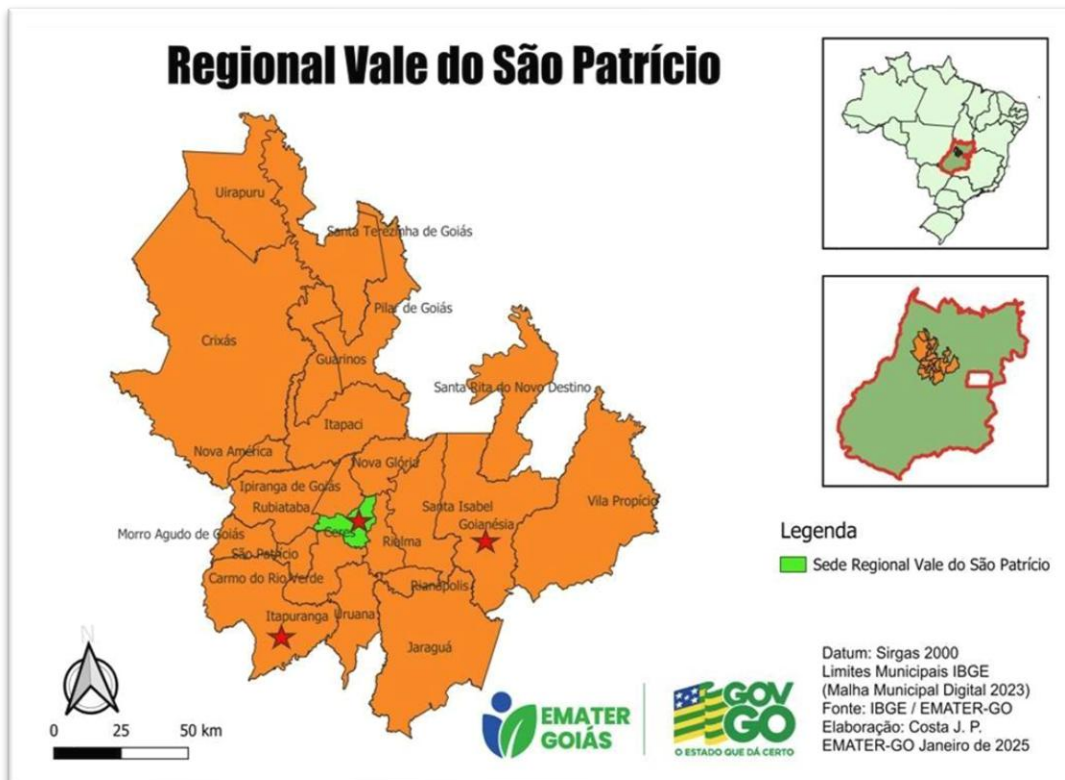 Regional Vale do São Patrício
Uirapuru
Santa Terezinha de Goiás
Pilar de Goiás
Crixás
Guarinos
Santa Rita do Novo Destino
Itapaci
Nova América
Nova Glória
Ipiranga de Goiás
Rubiataba
Santa Isabel
Vila Propício
Goianésia
Morro Agudo de Goiás
Ceres
Rialma
São Patrício
Carmo do Rio Verde
Rianápolis
Itapuranga
Uruana
Jaraguá
Legenda
Sede Regional Vale do São Patrício
N
0 25 50 km
EMATER
GOIÁS
GOV
GO
O ESTADO QUE DÁ CERTO
Datum: Sirgas 2000
Limites Municipais IBGE
(Malha Municipal Digital 2023)
Fonte: IBGE / EMATER-GO
Elaboração: Costa J. P.
EMATER-GO Janeiro de 2025